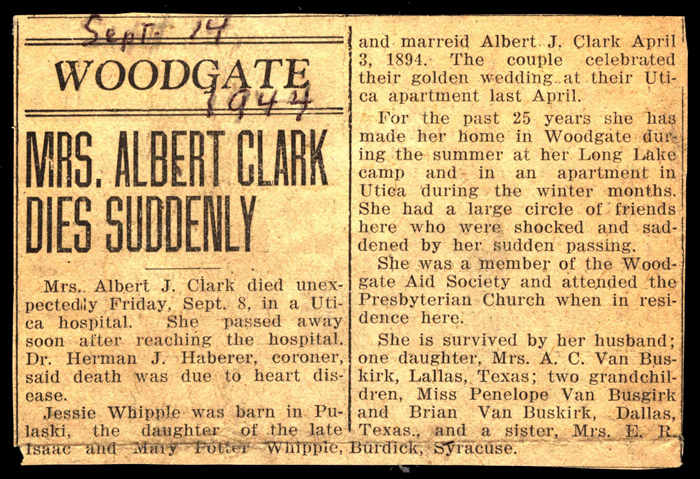 Sept. 14
WOODGATE
1944
MRS. ALBERT CLARK
DIES SUDDENLY
Mrs. Albert J. Clark died unex-
pectedly Friday, Sept. 8, in a Uti-
ca hospital. She passed away
soon after reaching the hospital.
Dr. Herman J. Haberer, coroner,
said death was due to heart dis-
ease.
Jessie Whipple was barn in Pu-
laski, the daughter of the late
Isaac and Mary Potter Whipple,
and marreid Albert J. Clark April
3, 1894. The couple celebrated
their golden wedding at their Uti-
ca apartment last April.
For the past 25 years she has
made her home in Woodgate dur-
ing the summer at her Long Lake
camp and in an apartment in
Utica during the winter months.
She had a large circle of friends
here who were shocked and sad-
dened by her sudden passing.
She was a member of the Wood-
gate Aid Society and attended the
Presbyterian Church when in resi-
dence here.
She is survived by her husband;
one daughter, Mrs. A. C. Van Bus-
kirk, Lallas, Texas; two grandchil-
dren, Miss Penelope Van Busgirk
and Brian Van Buskirk, Dallas,
Texas., and a sister, Mrs. E. R.
Burdick, Syracuse.